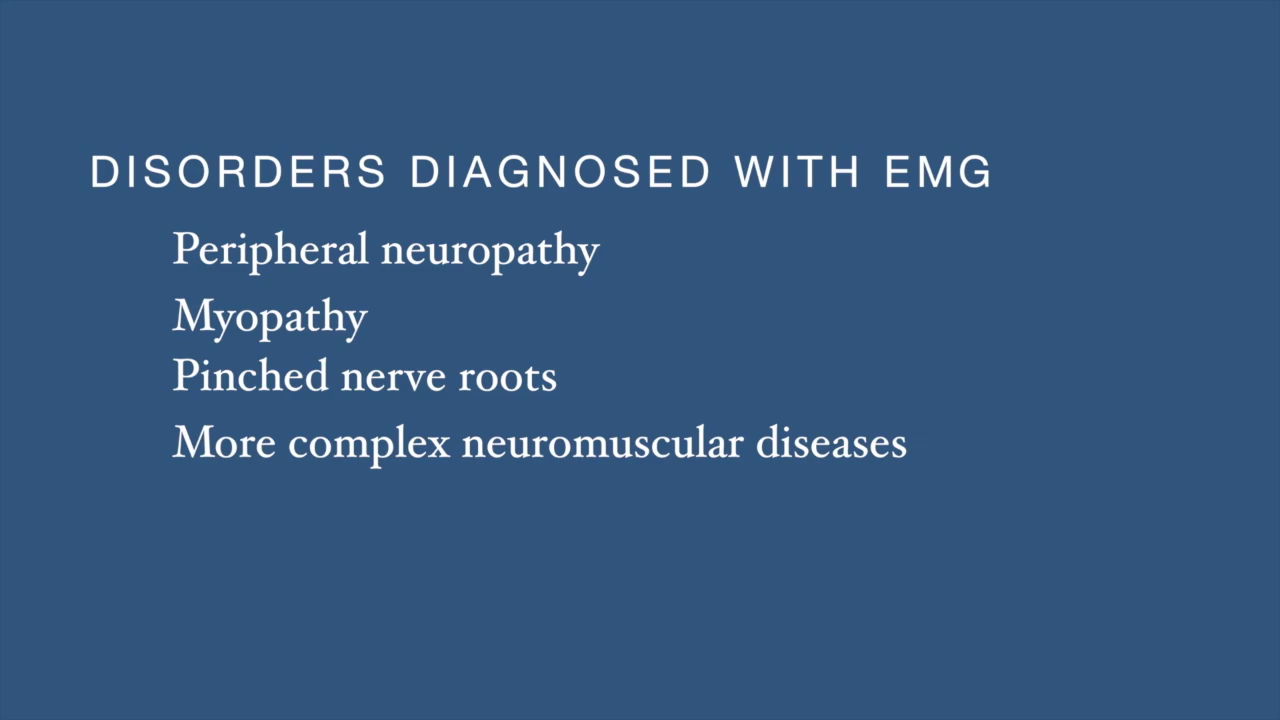 DISORDERS DIAGNOSED WITH EMG
Peripheral neuropathy
Myopathy
Pinched nerve roots
More complex neuromuscular diseases